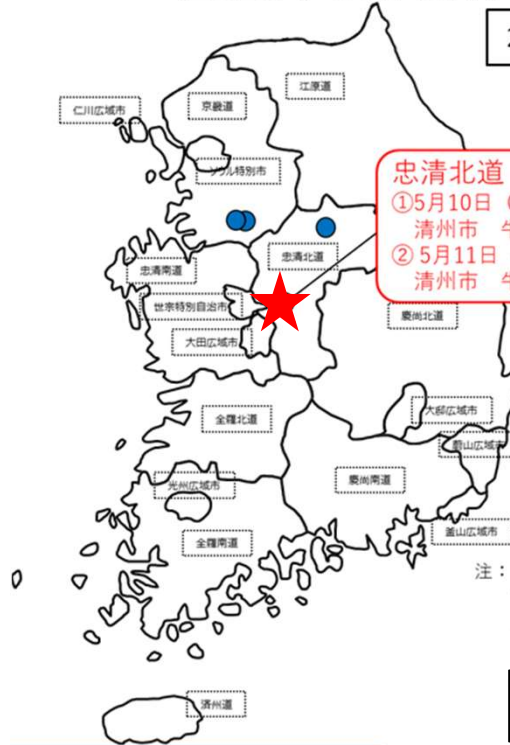 江原道
京畿道
仁川広域市
ソウル特別市
忠清北道
①5月10日
清州市
② 5月11日
清州市
忠清北道
忠清南道
世宗特別自治市
大田広域市
慶尚北道
全羅北道
大邸広域市
蔚山広域市
慶尚南道
光州広域市
全羅南道
釜山広域市
注:
済州道